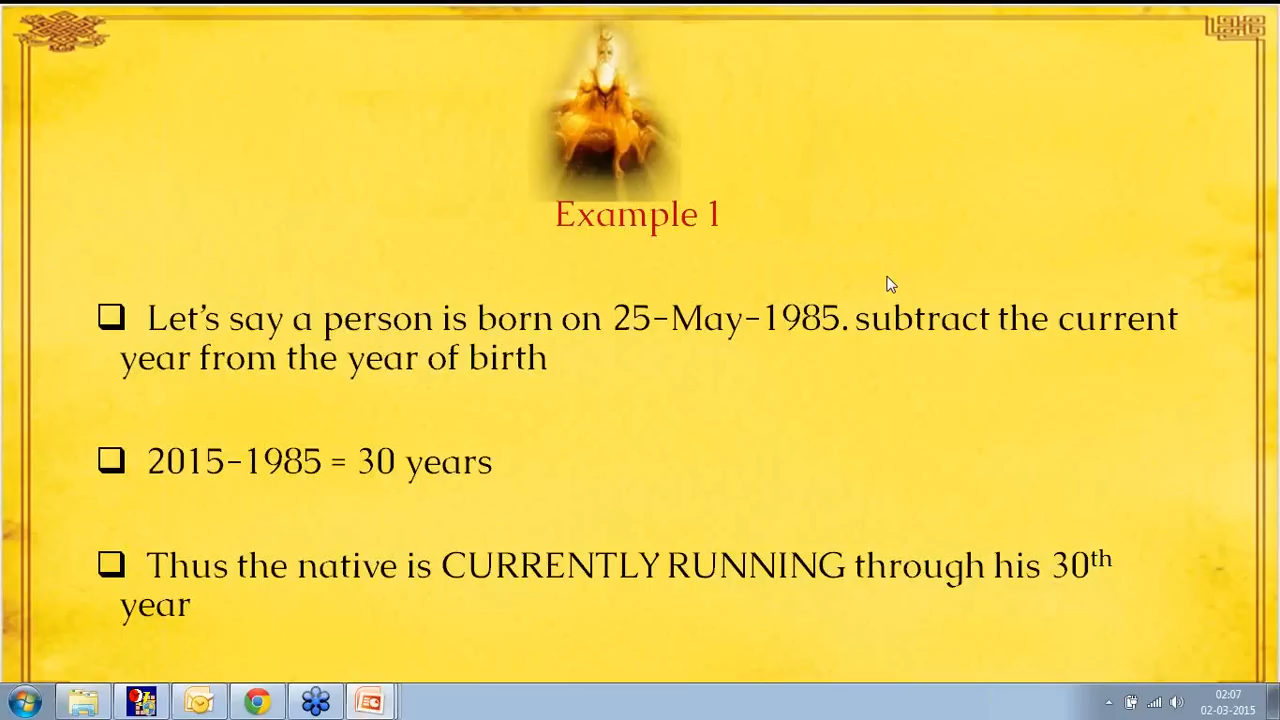 Example 1
Let's say a person is born on 25-May-1985. subtract the current
year from the year of birth
2015-1985 = 30 years
Thus the native is CURRENTLY RUNNING through his 30th
year
02:07
02-03-2015